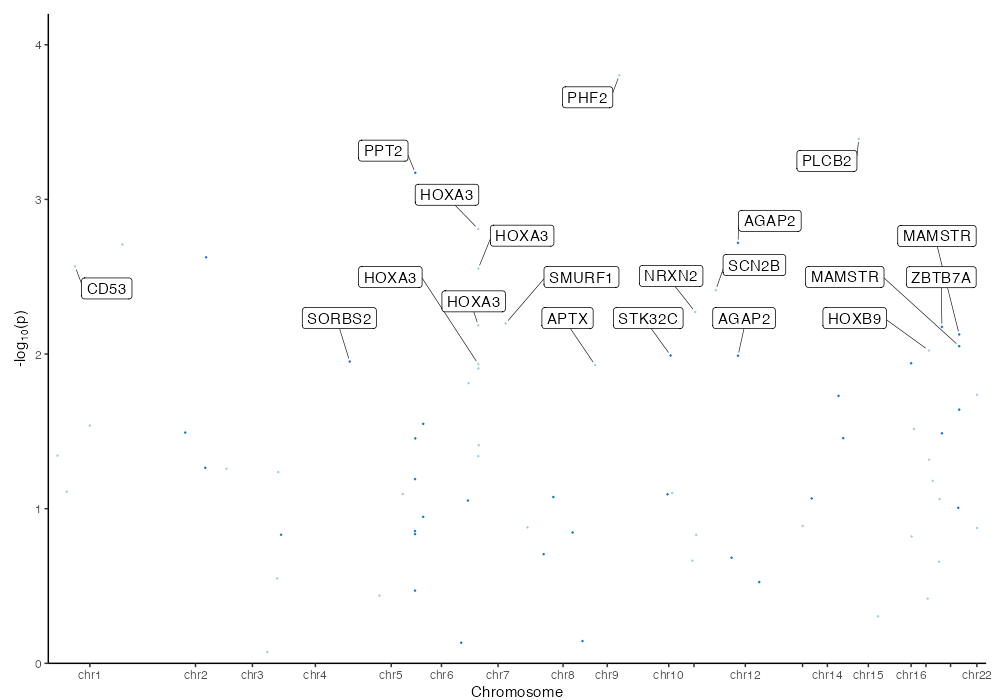 4
PHF2
PPT2
PLCB2
3
HOXA3
AGAP2
HOXA3
MAMSTR
SCN2B
HOXA3
SMURF1
NRXN2
MAMSTR
ZBTB7A
CD53
HOXA3
SORBS2
APTX
STK32C
AGAP2
HOXB9
-log10(p)
2
1
0
chr1 chr2 chr3 chr4 chr5 chr6 chr7 chr8 chr9 chr10 chr12 chr14 chr15 chr16 chr22
Chromosome